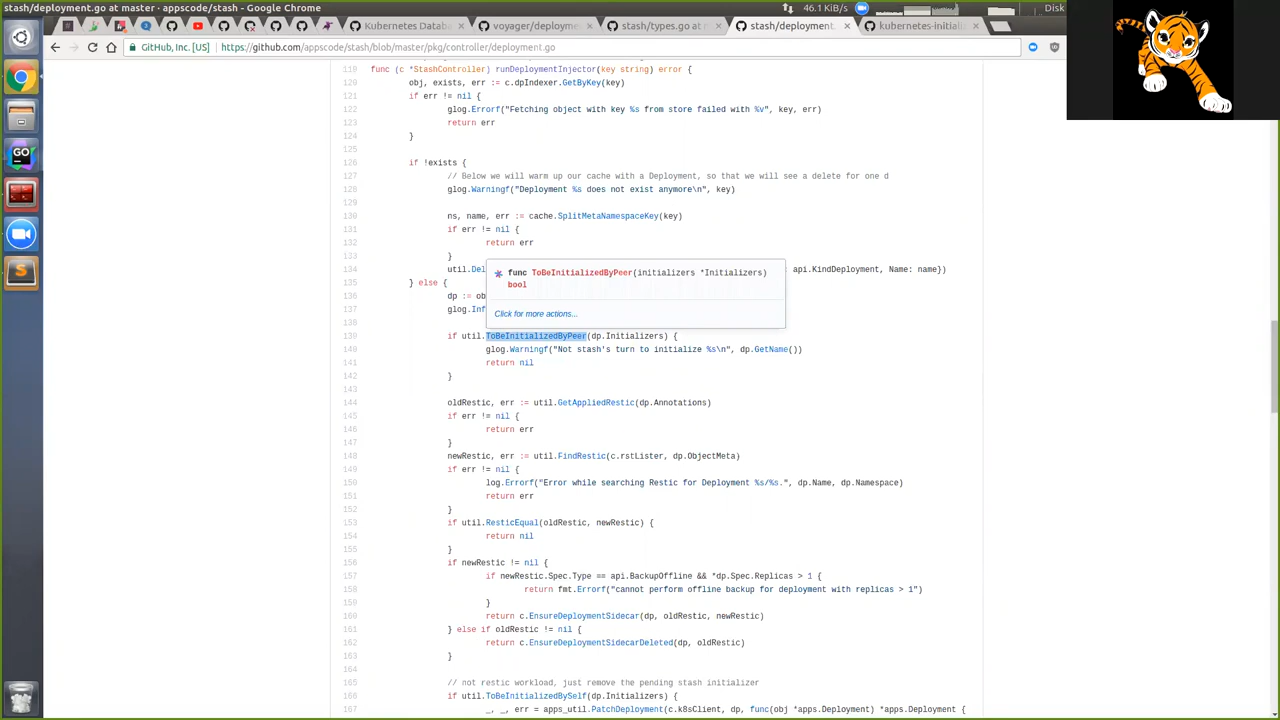 stash/deployment.go at master · appscode/stash - Google Chrome
46.1 KiB/s
Disk
Kubernetes Datab
voyager/deployme
stash/types.go at
stash/deployment.
kubernetes-initial
GitHub, Inc. [US]
https://github.com/appscode/stash/blob/master/pkg/controller/deployment.go
119 func (c *StashController) runDeploymentInjector(key string) error {
120 obj, exists, err := c.dpIndexer.GetByKey(key)
121 if err != nil {
122 glog.Errorf("Fetching object with key %s from store failed with %v", key, err)
123 return err
124 }
125
126 if !exists {
127 // Below we will warm up our cache with a Deployment, so that we will see a delete for one d
128 glog.Warningf("Deployment %s does not exist anymore\n", key)
129
130 ns, name, err := cache.SplitMetaNamespaceKey(key)
131 if err != nil {
132 return err
133 }
func ToBeInitializedByPeer(initializers *Initializers)
bool
Click for more actions...
134 util.Del api.KindDeployment, Name: name})
135 } else {
136 dp := ob
137 glog.Inf
138
139 if util.ToBeInitializedByPeer(dp.Initializers) {
140 glog.Warningf("Not stash's turn to initialize %s\n", dp.GetName())
141 return nil
142 }
143
144 oldRestic, err := util.GetAppliedRestic(dp.Annotations)
145 if err != nil {
146 return err
147 }
148 newRestic, err := util.FindRestic(c.rstLister, dp.ObjectMeta)
149 if err != nil {
150 log.Errorf("Error while searching Restic for Deployment %s/%s.", dp.Name, dp.Namespace)
151 return err
152 }
153 if util.ResticEqual(oldRestic, newRestic) {
154 return nil
155 }
156 if newRestic != nil {
157 if newRestic.Spec.Type == api.BackupOffline && *dp.Spec.Replicas > 1 {
158 return fmt.Errorf("cannot perform offline backup for deployment with replicas > 1")
159 }
160 return c.EnsureDeploymentSidecar(dp, oldRestic, newRestic)
161 } else if oldRestic != nil {
162 return c.EnsureDeploymentSidecarDeleted(dp, oldRestic)
163 }
164
165 // not restic workload, just remove the pending stash initializer
166 if util.ToBeInitializedBySelf(dp.Initializers) {
167 _, _, err = apps_util.PatchDeployment(c.k8sClient, dp, func(obj *apps.Deployment) *apps.Deployment {